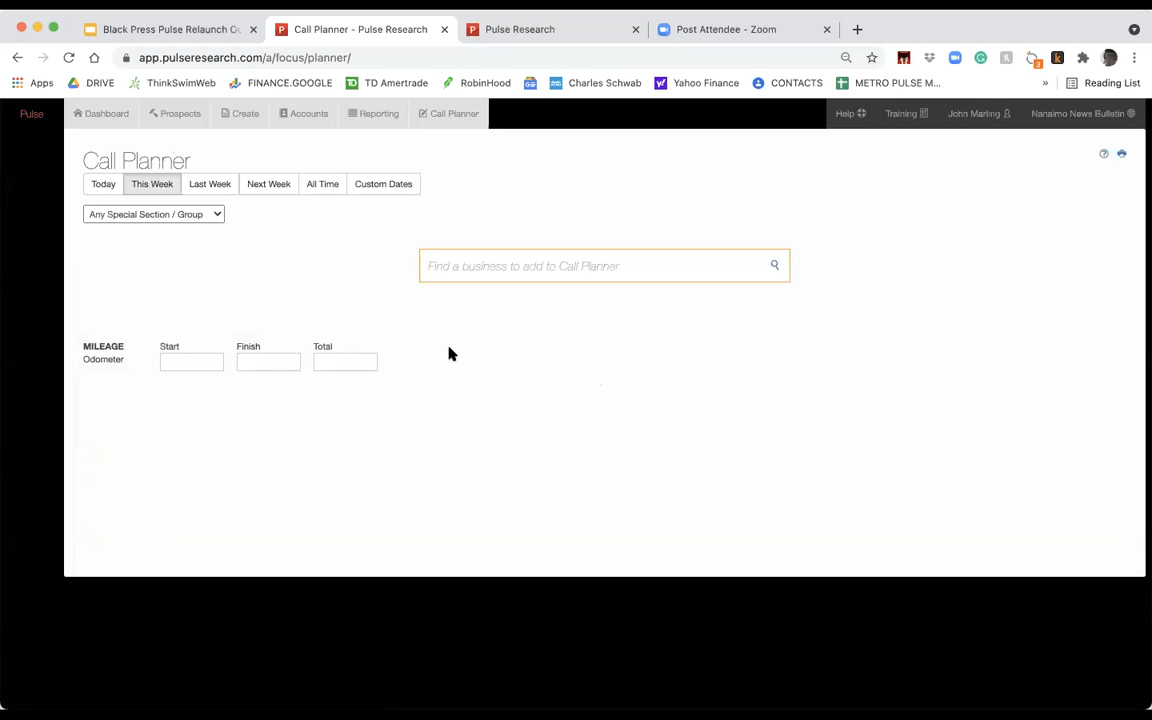 Black Press Pulse Relaunch Ou
Call Planner - Pulse Research
Pulse Research
Post Attendee - Zoom
app.pulseresearch.com/a/focus/planner/
Apps
DRIVE
ThinkSwimWeb
FINANCE.GOOGLE
TD Amertrade
RobinHood
Charles Schwab
Yahoo Finance
CONTACTS
METRO PULSE M...
»
Reading List
Pulse
Dashboard
Prospects
Create
Accounts
Reporting
Call Planner
Help
Training
John Marling
Nanaimo News Bulletin
Call Planner
Today
This Week
Last Week
Next Week
All Time
Custom Dates
Any Special Section / Group
Find a business to add to Call Planner
MILEAGE
Start
Finish
Total
Odometer